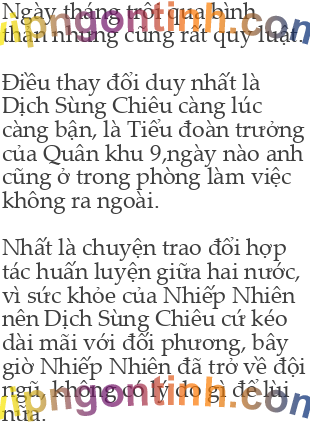 Ngày tháng trôi qua bình
thản nhưng cũng rất quy luật.
Điều thay đổi duy nhất là
Dịch Sùng Chiêu càng lúc
càng bận, là Tiểu đoàn trưởng
của Quân khu 9,ngày nào anh
cũng ở trong phòng làm việc
không ra ngoài.
Nhất là chuyện trao đổi hợp
tác huấn luyện giữa hai nước,
vì sức khỏe của Nhiếp Nhiên
nên Dịch Sùng Chiêu cứ kéo
dài mãi với đối phương, bây
giờ Nhiếp Nhiên đã trở về đội
ngũ, không có lý do gì để lùi
nữa.
vipngontinh.com
vipngontinh.com